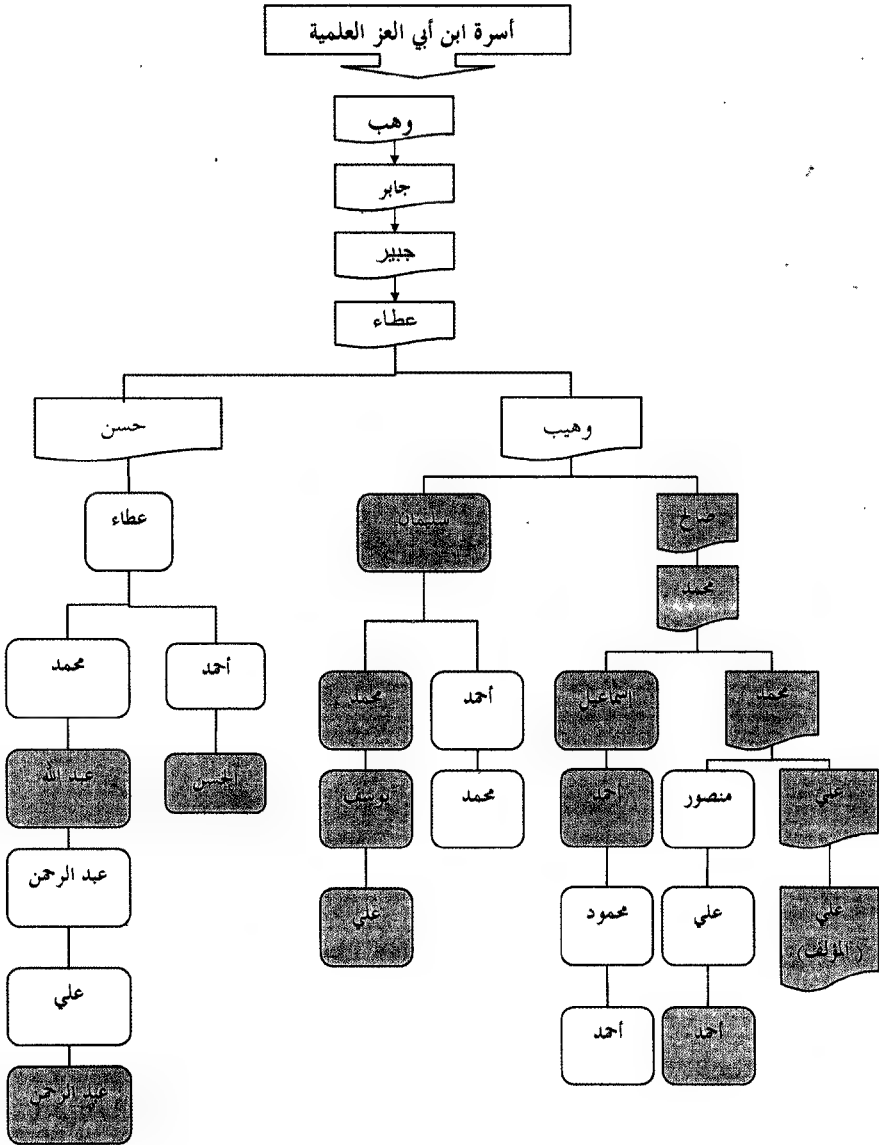 أسرة ابن أبي العز العلمية
وهب
جابر
جبير
عطاء
وهيب
حسن
صالح
سليمان
عطاء
محمد
أحمد
محمد
محمد
اسماعيل
أحمد
محمد
علي
منصور
أحمد
محمد
يوسف
الحسن
عبد الله
علي
(المؤلف)
علي
محمود
علي
عبد الرحمن
أحمد
أحمد
علي
عبد الرحمن